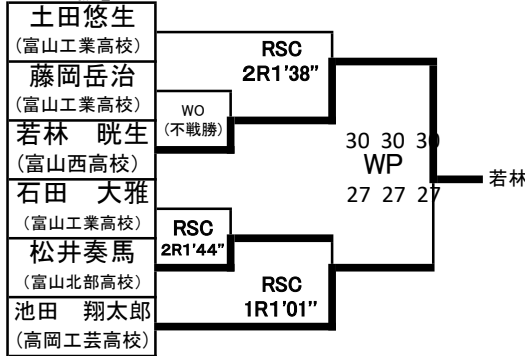 土田悠生
(富山工業高校)
藤岡岳治
(富山工業高校)
若林　晄生
(富山西高校)
石田　大雅
(富山工業高校)
松井奏馬
(富山北部高校)
池田　翔太郎
(高岡工芸高校)
WO
(不戦勝)
RSC
2R1'44”
RSC
2R1'38”
RSC
1R1'01”
30 30 30
WP
27 27 27
若林